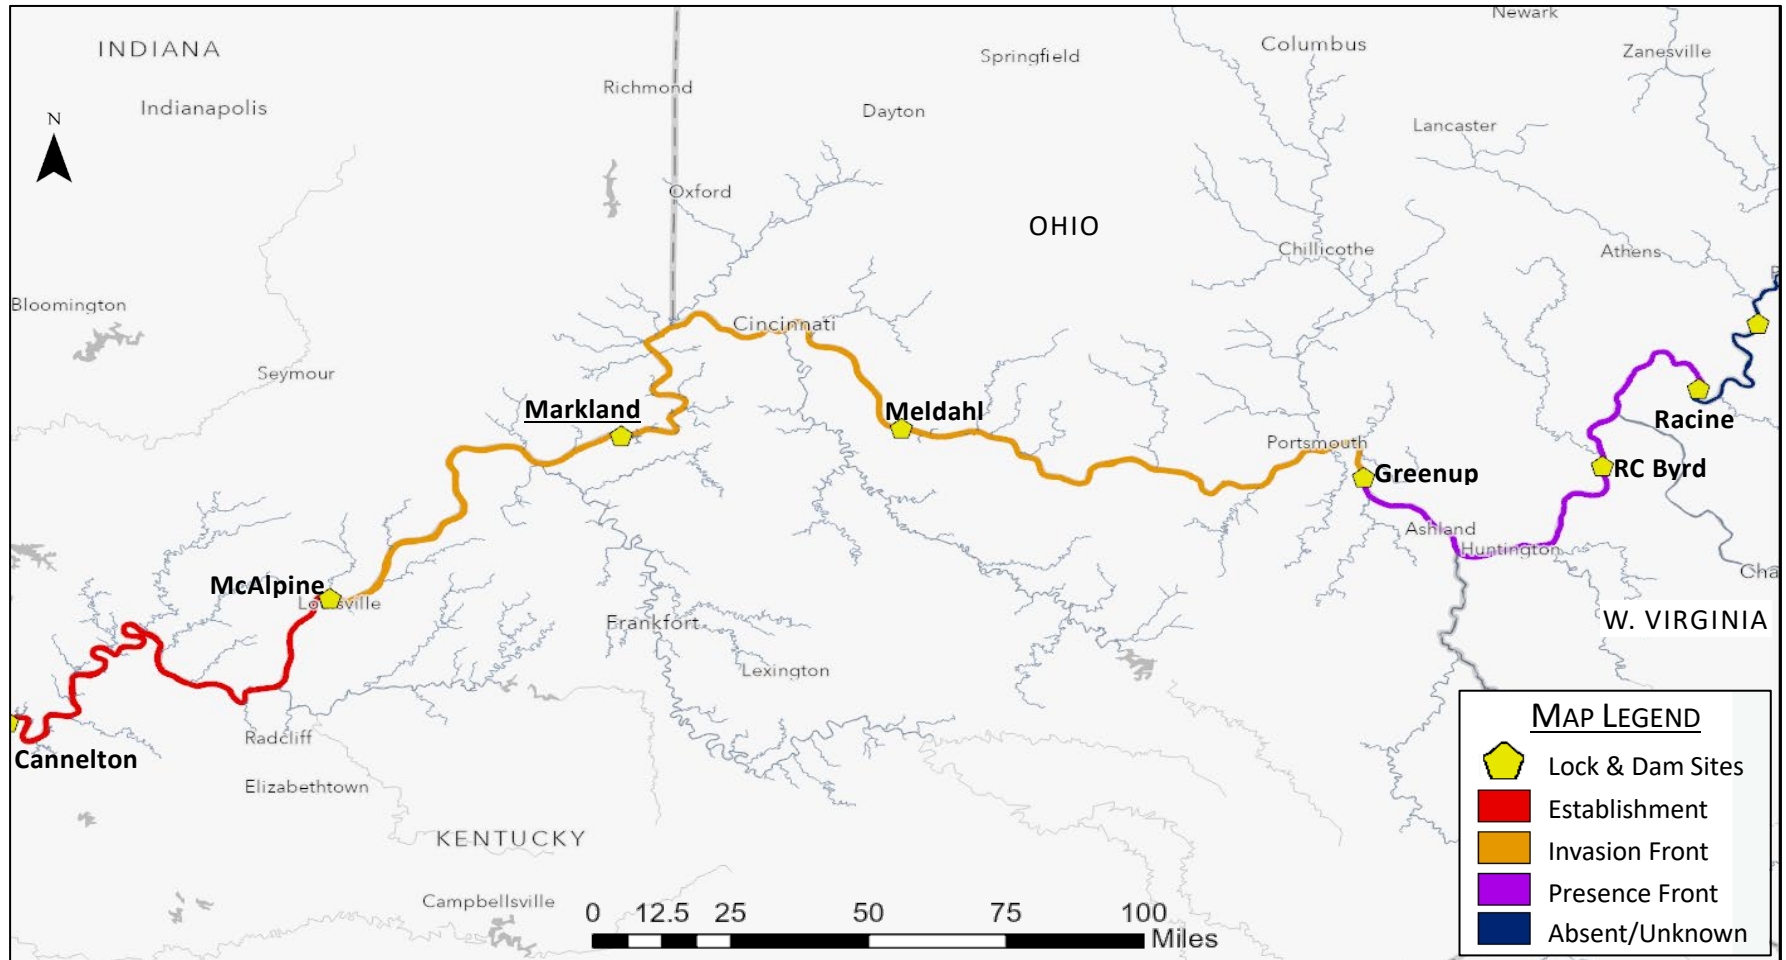 Newark
INDIANA
Columbus
Springfield
Zanesville
Richmond
Indianapolis
Dayton
Lancaster
N
Oxford
OHIO
Chillicothe
Athens
Bloomington
Cincinnati
Seymour
Markland
Meldahl
Racine
Portsmouth
Greenup
RC Byrd
Ashland
Huntington
McAlpine
Louisville
Cha
Frankfort
W. VIRGINIA
Lexington
Radcliff
Cannelton
Elizabethtown
KENTUCKY
Campbellsville
0 12.5 25 50 75 100
Miles
MAP LEGEND
Lock & Dam Sites
Establishment
Invasion Front
Presence Front
Absent/Unknown